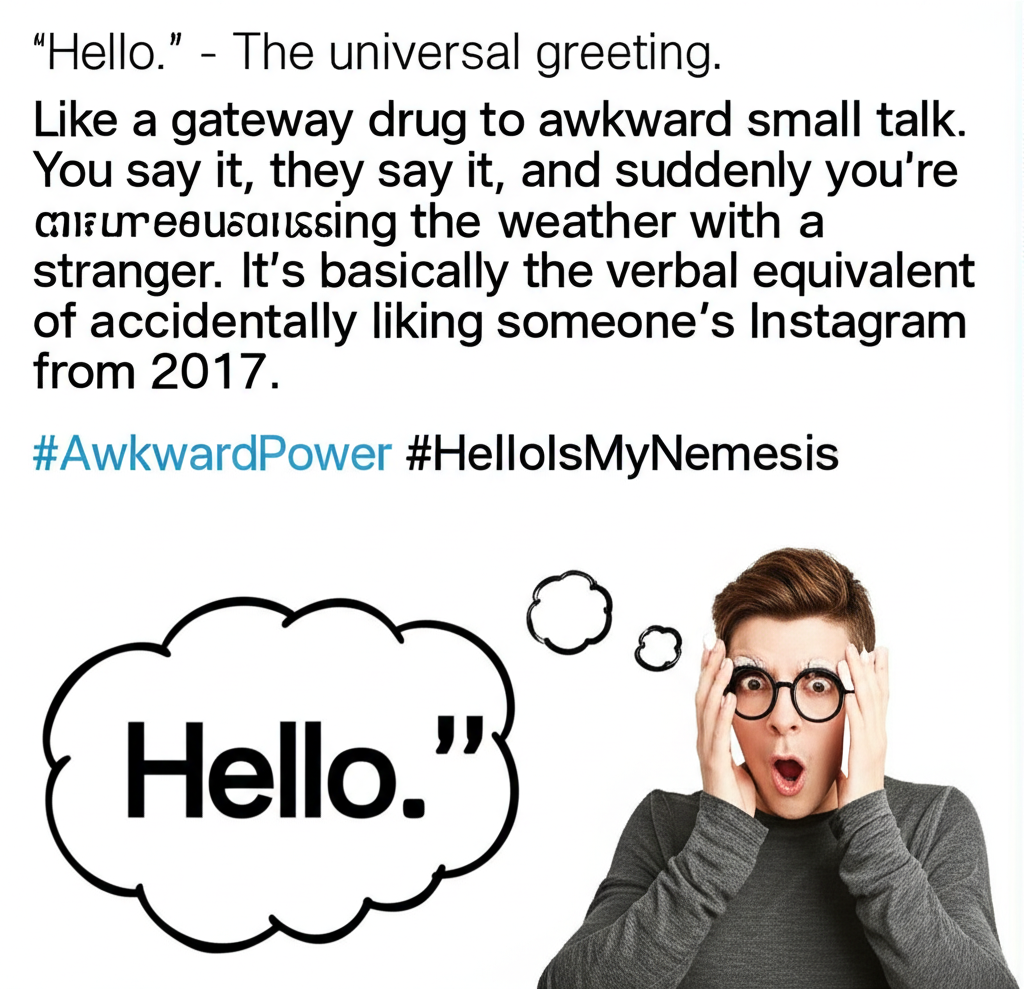 “Hello.” - The universal greeting.
Like a gateway drug to awkward small talk.
You say it, they say it, and suddenly you're
the weather with a
stranger. It's basically the verbal equivalent
of accidentally liking someone's Instagram
from 2017.
#AwkwardPower #HelloIsMyNemesis
Hello.”